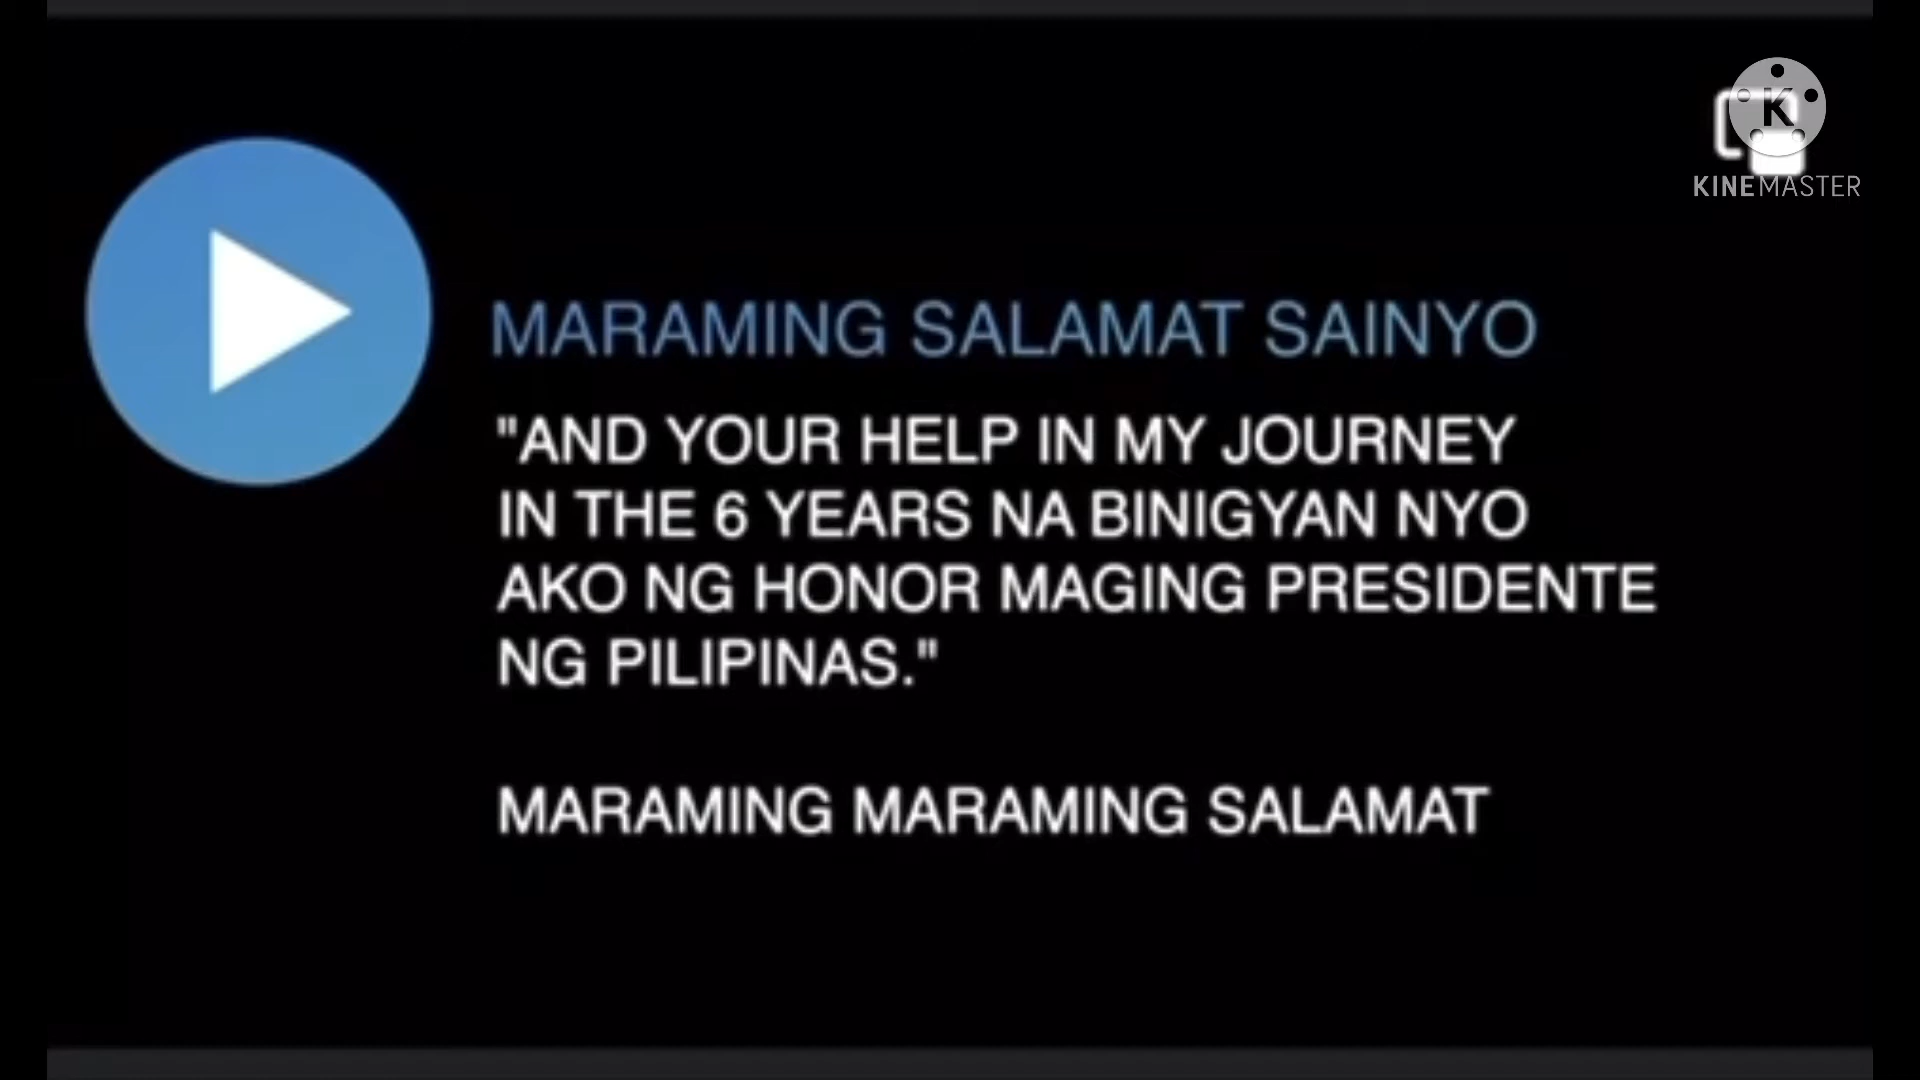 K
KINEMASTER
MARAMING SALAMAT SAINYO
"AND YOUR HELP IN MY JOURNEY
IN THE 6 YEARS NA BINIGYAN NYO
AKO NG HONOR MAGING PRESIDENTE
NG PILIPINAS."
MARAMING MARAMING SALAMAT